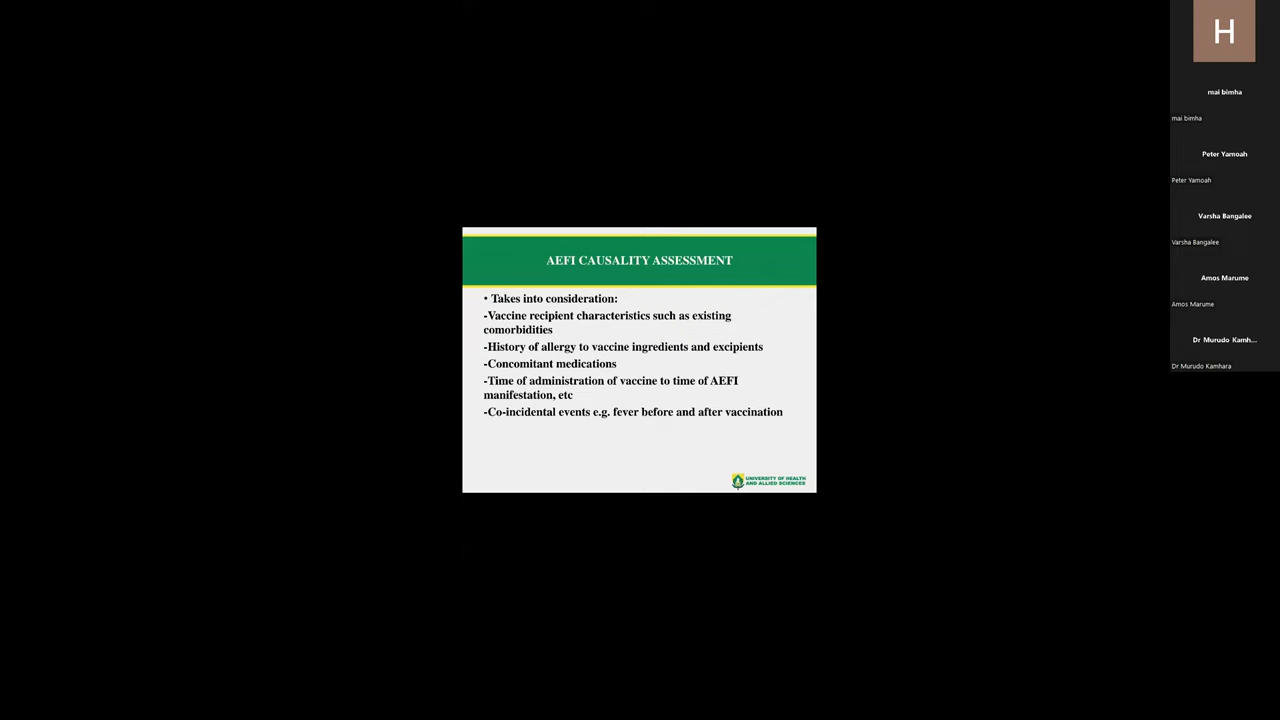 AEFI CAUSALITY ASSESSMENT
• Takes into consideration:
-Vaccine recipient characteristics such as existing
comorbidities
-History of allergy to vaccine ingredients and excipients
-Concomitant medications
-Time of administration of vaccine to time of AEFI
manifestation, etc
-Co-incidental events e.g. fever before and after vaccination
UNIVERSITY OF HEALTH
AND ALLIED SCIENCES
H
mai bimha
mai bimha
Peter Yamoah
Peter Yamoah
Varsha Bangalee
Varsha Bangalee
Amos Marume
Amos Marume
Dr Murudo Kamh...
Dr Murudo Kamhara